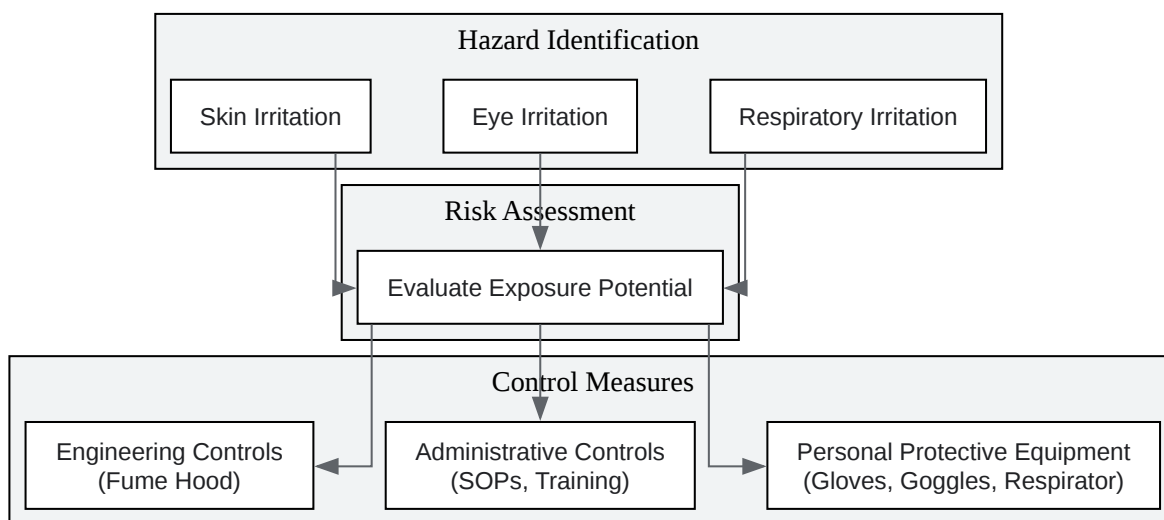 Hazard Identification
Skin Irritation
Eye Irritation
Respiratory Irritation
Risk Assessment
Evaluate Exposure Potential
Control Measures
Engineering Controls
(Fume Hood)
Administrative Controls
(SOPs, Training)
Personal Protective Equipment
(Gloves, Goggles, Respirator)